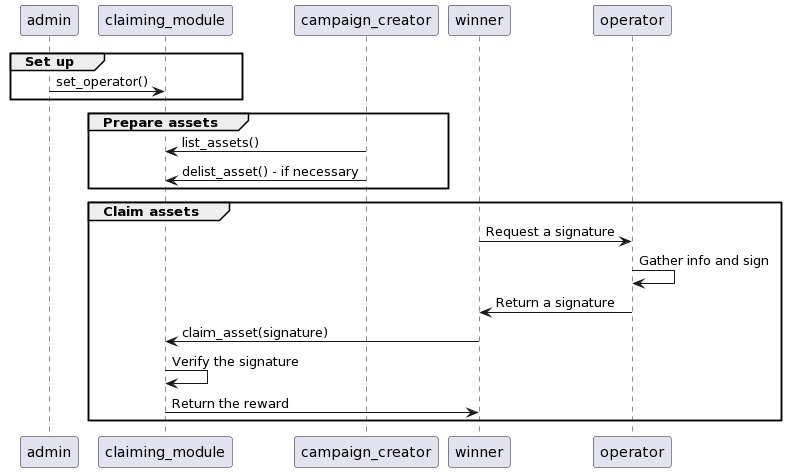 admin claiming_module campaign_creator winner operator
Set up
set_operator()
Prepare assets
list_assets()
delist_asset() - if necessary
Claim assets
Request a signature
Gather info and sign
Return a signature
claim_asset(signature)
Verify the signature
Return the reward
admin claiming_module campaign_creator winner operator